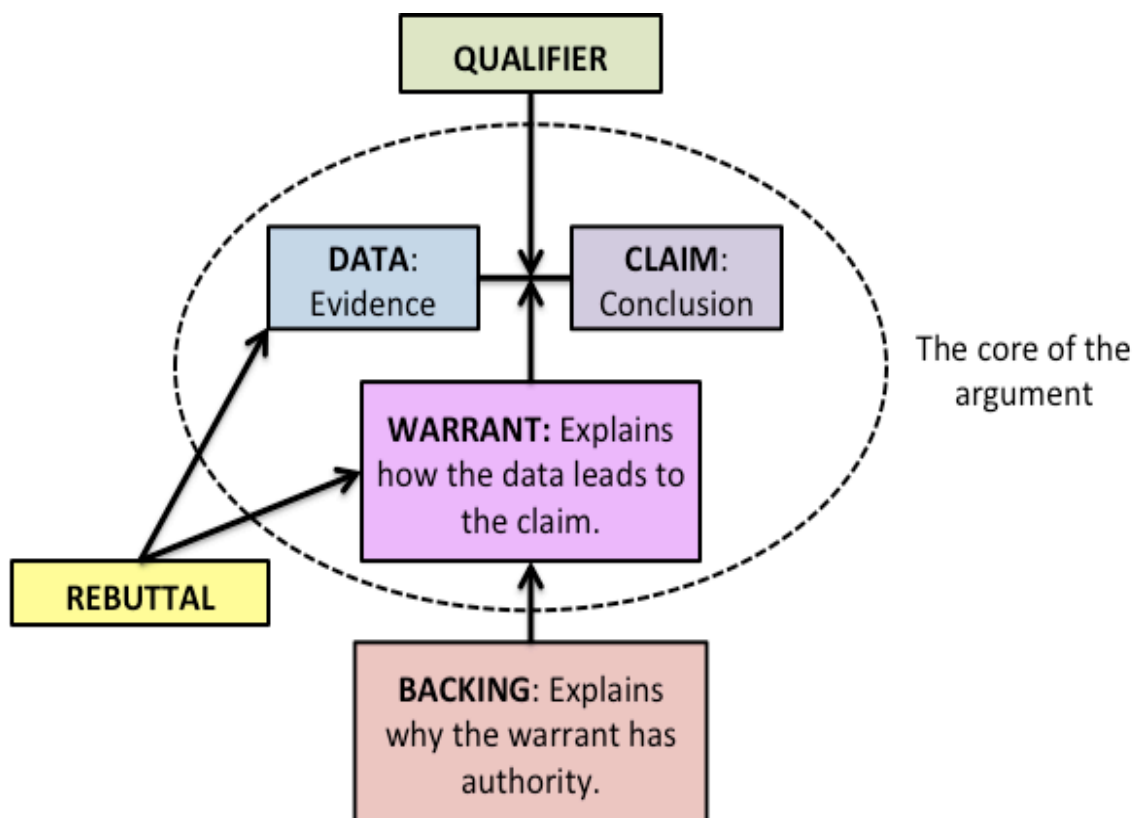 QUALIFIER
DATA:
Evidence
CLAIM:
Conclusion
The core of the
argument
WARRANT: Explains
how the data leads to
the claim.
REBUTTAL
BACKING: Explains
why the warrant has
authority.